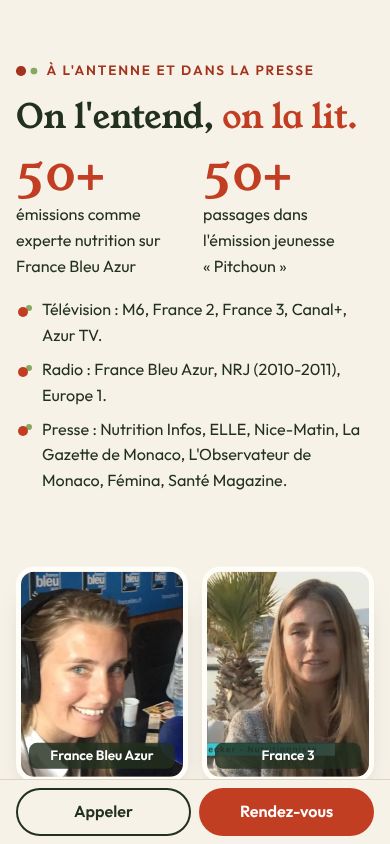 À L'ANTENNE ET DANS LA PRESSE
On l'entend, on la lit.
50+
émissions comme
experte nutrition sur
France Bleu Azur
50+
passages dans
l'émission jeunesse
« Pitchoun »
Télévision : M6, France 2, France 3, Canal+,
Azur TV.
Radio : France Bleu Azur, NRJ (2010-2011),
Europe 1.
Presse : Nutrition Infos, ELLE, Nice-Matin, La
Gazette de Monaco, L'Observateur de
Monaco, Fémina, Santé Magazine.
bleu
bleu
France Bleu Azur
France 3
Appeler
Rendez-vous